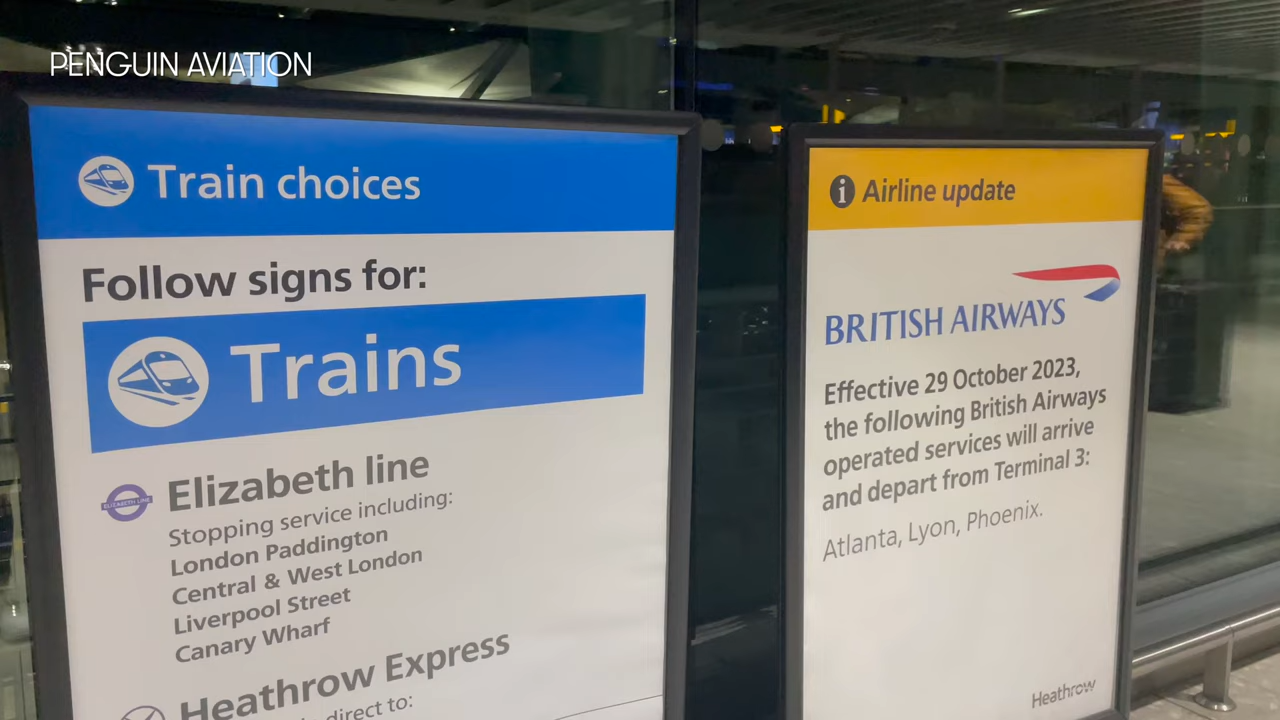 PENGUIN AVIATION
Train choices
Follow signs for:
Trains
ELIZABETH LINE
Elizabeth line
Stopping service including:
London Paddington
Central & West London
Liverpool Street
Canary Wharf
Heathrow Express
direct to:
i Airline update
BRITISH AIRWAYS
Effective 29 October 2023,
the following British Airways
operated services will arrive
and depart from Terminal 3:
Atlanta, Lyon, Phoenix.
Heathrow